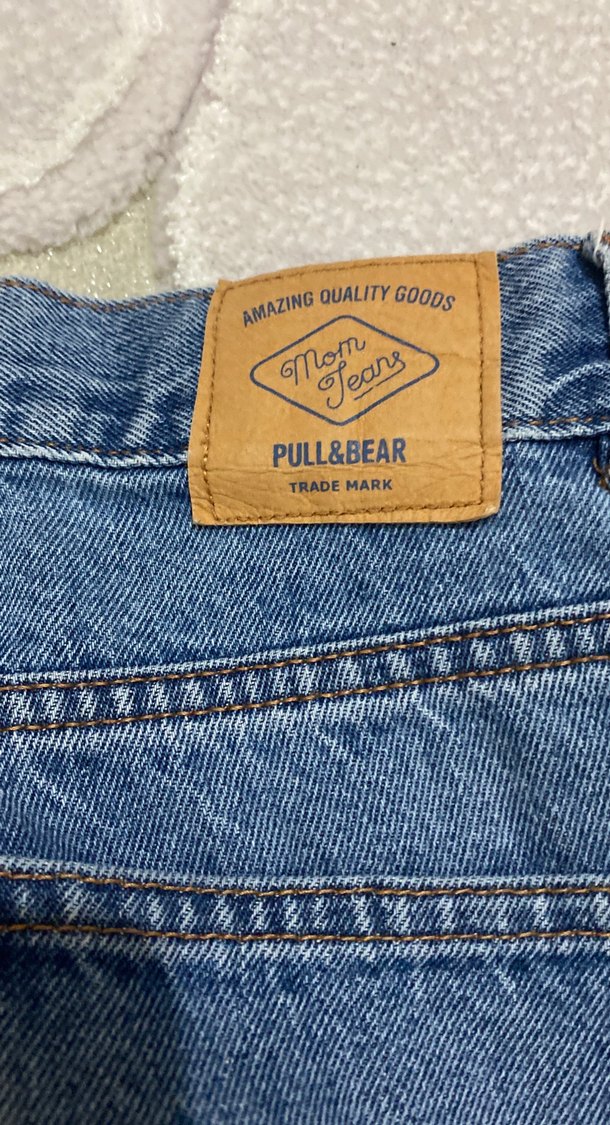 AMAZING QUALITY GOODS
Mom
Jeans
PULL&BEAR
TRADE MARK